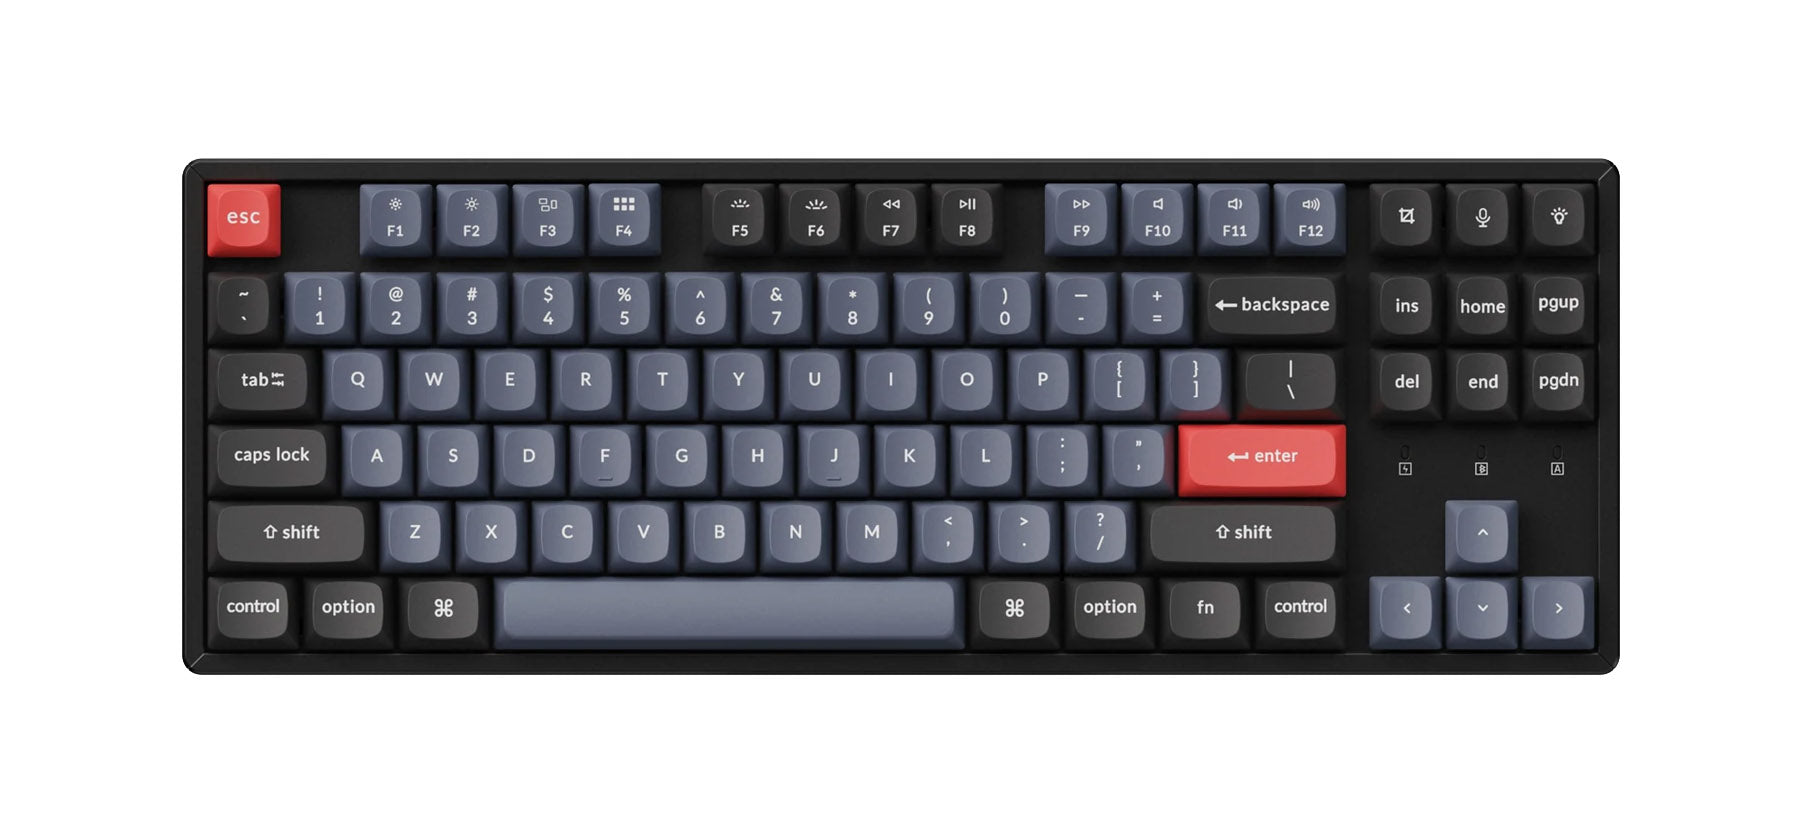 esc F1 F2 F3 F4 F5 F6 F7 F8 F9 F10 F11 F12
~ ! @ # $ % ^ & * ( ) — + backspace ins home pgup
` 1 2 3 4 5 6 7 8 9 0 - =
tab Q W E R T Y U I O P { } | del end pgdn
[ ] \
caps lock A S D F G H J K L : " enter
; '
A
shift Z X C V B N M < > ? shift ^
, . /
control option ⌘ ⌘ option fn control < ⌄ >